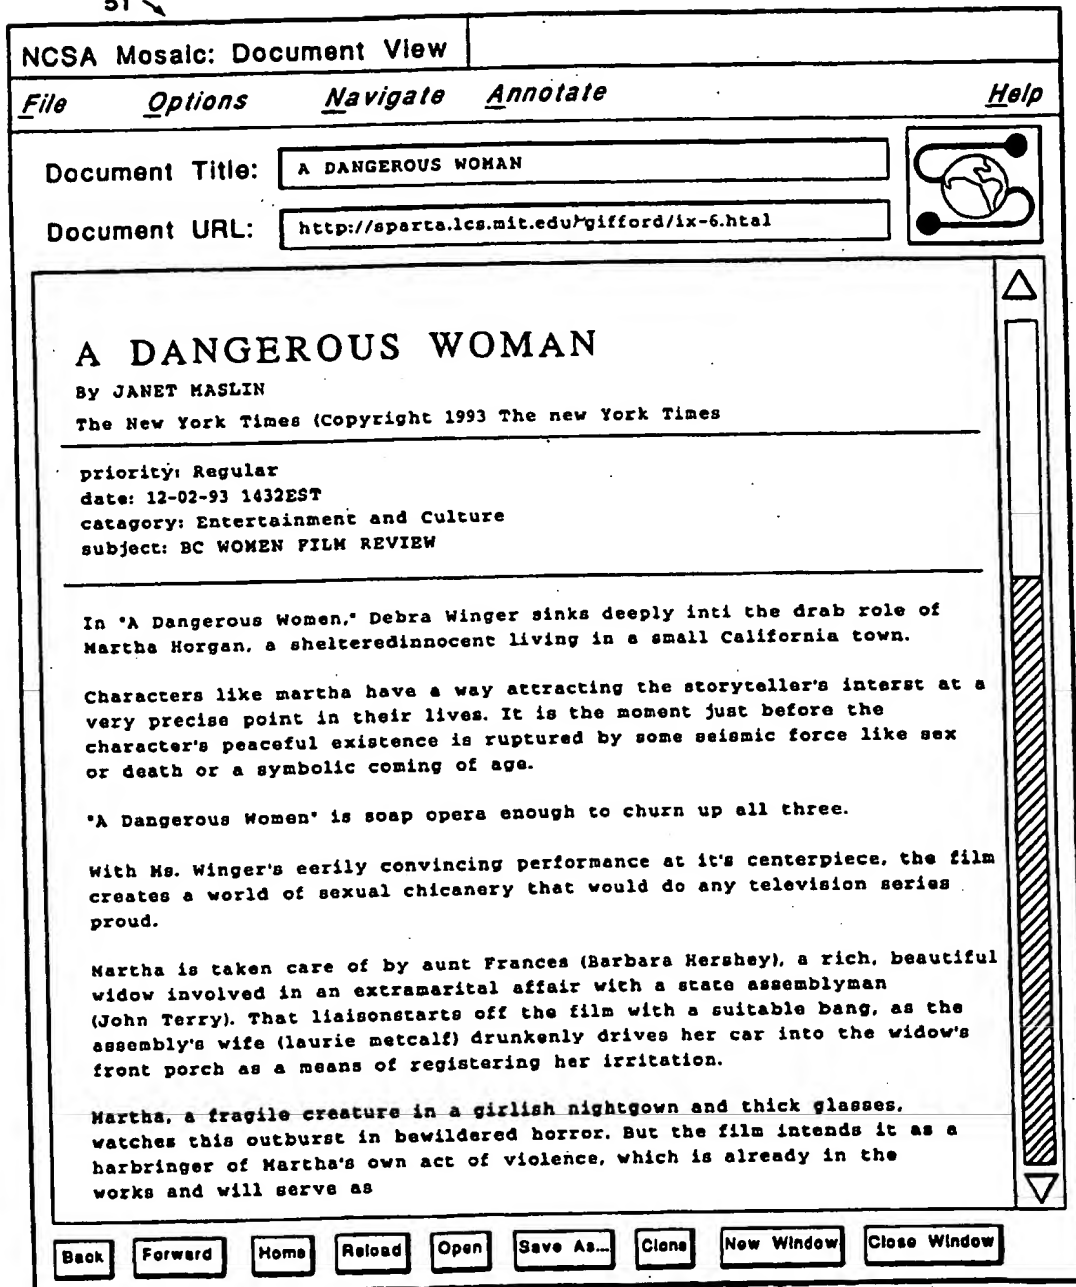 51
NCSA Mosaic: Document View
File Options Navigate Annotate Help
Document Title: A DANGEROUS WOMAN
Document URL: http://sparta.lcs.mit.edu/~gifford/ix-6.htal
A DANGEROUS WOMAN
By JANET MASLIN
The New York Times (Copyright 1993 The new York Times
priority: Regular
date: 12-02-93 1432EST
catagory: Entertainment and Culture
subject: BC WOMEN FILM REVIEW
In "A Dangerous Women," Debra Winger sinks deeply inti the drab role of
Martha Horgan, a shelteredinnocent living in a small California town.
Characters like martha have a way attracting the storyteller's interst at a
very precise point in their lives. It is the moment just before the
character's peaceful existence is ruptured by some seismic force like sex
or death or a symbolic coming of age.
"A Dangerous Women" is soap opera enough to churn up all three.
With Ms. Winger's eerily convincing performance at it's centerpiece, the film
creates a world of sexual chicanery that would do any television series
proud.
Martha is taken care of by aunt Frances (Barbara Hershey), a rich, beautiful
widow involved in an extramarital affair with a state assemblyman
(John Terry). That liaisonstarts off the film with a suitable bang, as the
assembly's wife (laurie metcalf) drunkenly drives her car into the widow's
front porch as a means of registering her irritation.
Martha, a fragile creature in a girlish nightgown and thick glasses,
watches this outburst in bewildered horror. But the film intends it as a
harbringer of Martha's own act of violence, which is already in the
works and will serve as
Back Forward Home Reload Open Save As... Clone New Window Close Window